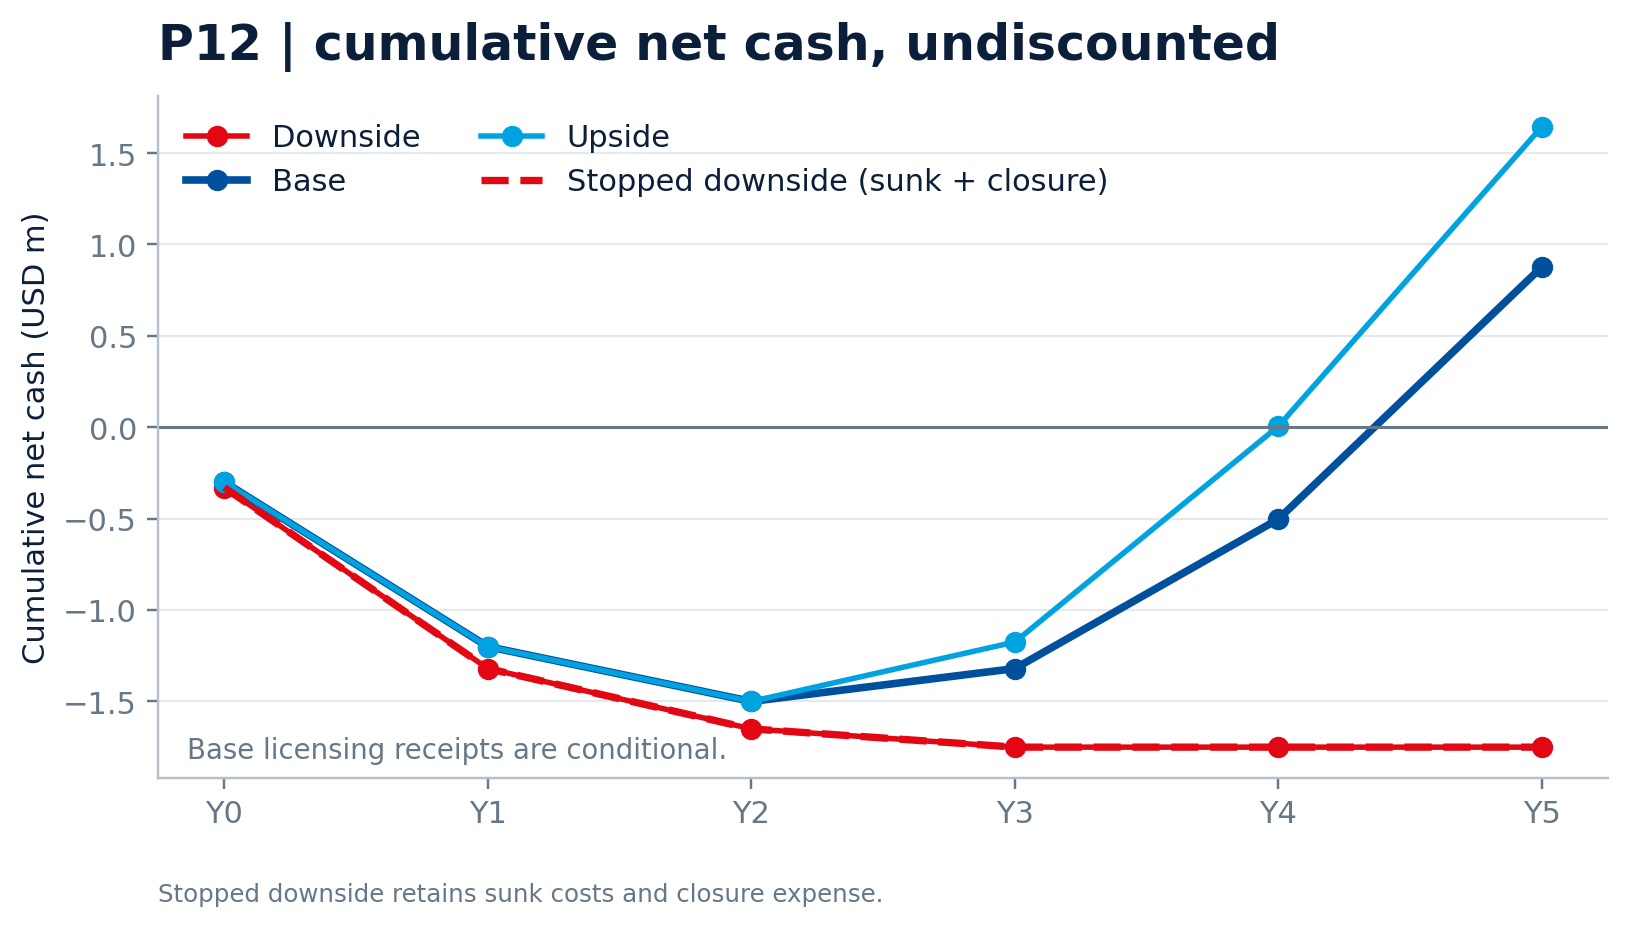 P12 | cumulative net cash, undiscounted
Downside
Upside
Base
Stopped downside (sunk + closure)
Cumulative net cash (USD m)
1.5
1.0
0.5
0.0
−0.5
−1.0
−1.5
Base licensing receipts are conditional.
Y0
Y1
Y2
Y3
Y4
Y5
Stopped downside retains sunk costs and closure expense.